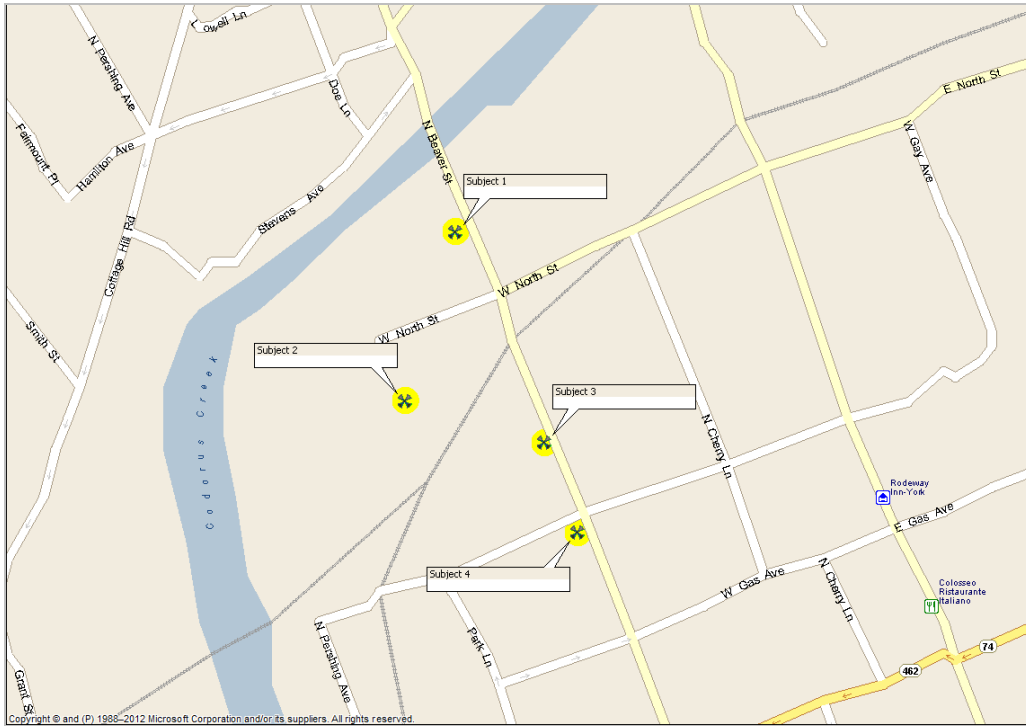 Lowell Ln
N Pershing Ave
Doe Ln
E North St
Fairmount Pl
Hamilton Ave
N Beaver St
W Gay Ave
Subject 1
Stevens Ave
Cottage Hill Rd
W North St
W North St
Smith St
Subject 2
Subject 3
Codorus Creek
N Cherry Ln
Rodeway
Inn-York
E Gas Ave
Subject 4
W Gas Ave
N Cherry Ln
Colosseo
Ristaurante
Italiano
N Pershing Ave
Park Ln
74
462
Grant St
Copyright © and (P) 1988–2012 Microsoft Corporation and/or its suppliers. All rights reserved.